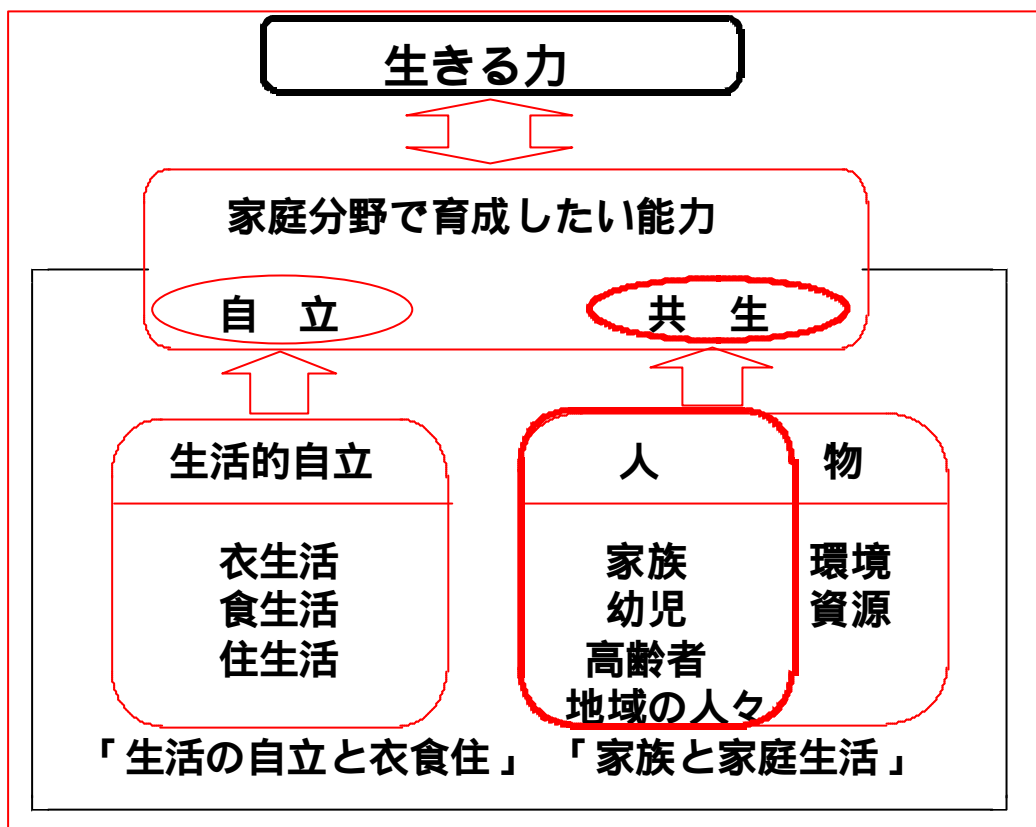 生きる力
家庭分野で育成したい能力
自　立
共　生
生活的自立
衣生活
食生活
住生活
人
家族
幼児
高齢者
地域の人々
物
環境
資源
「生活の自立と衣食住」
「家族と家庭生活」